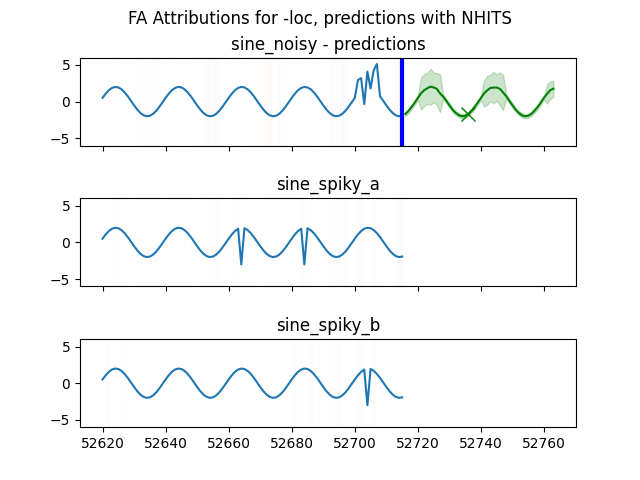 FA Attributions for -loc, predictions with NHITS
sine_noisy - predictions
5
0
−5
sine_spiky_a
5
0
−5
sine_spiky_b
5
0
−5
52620 52640 52660 52680 52700 52720 52740 52760